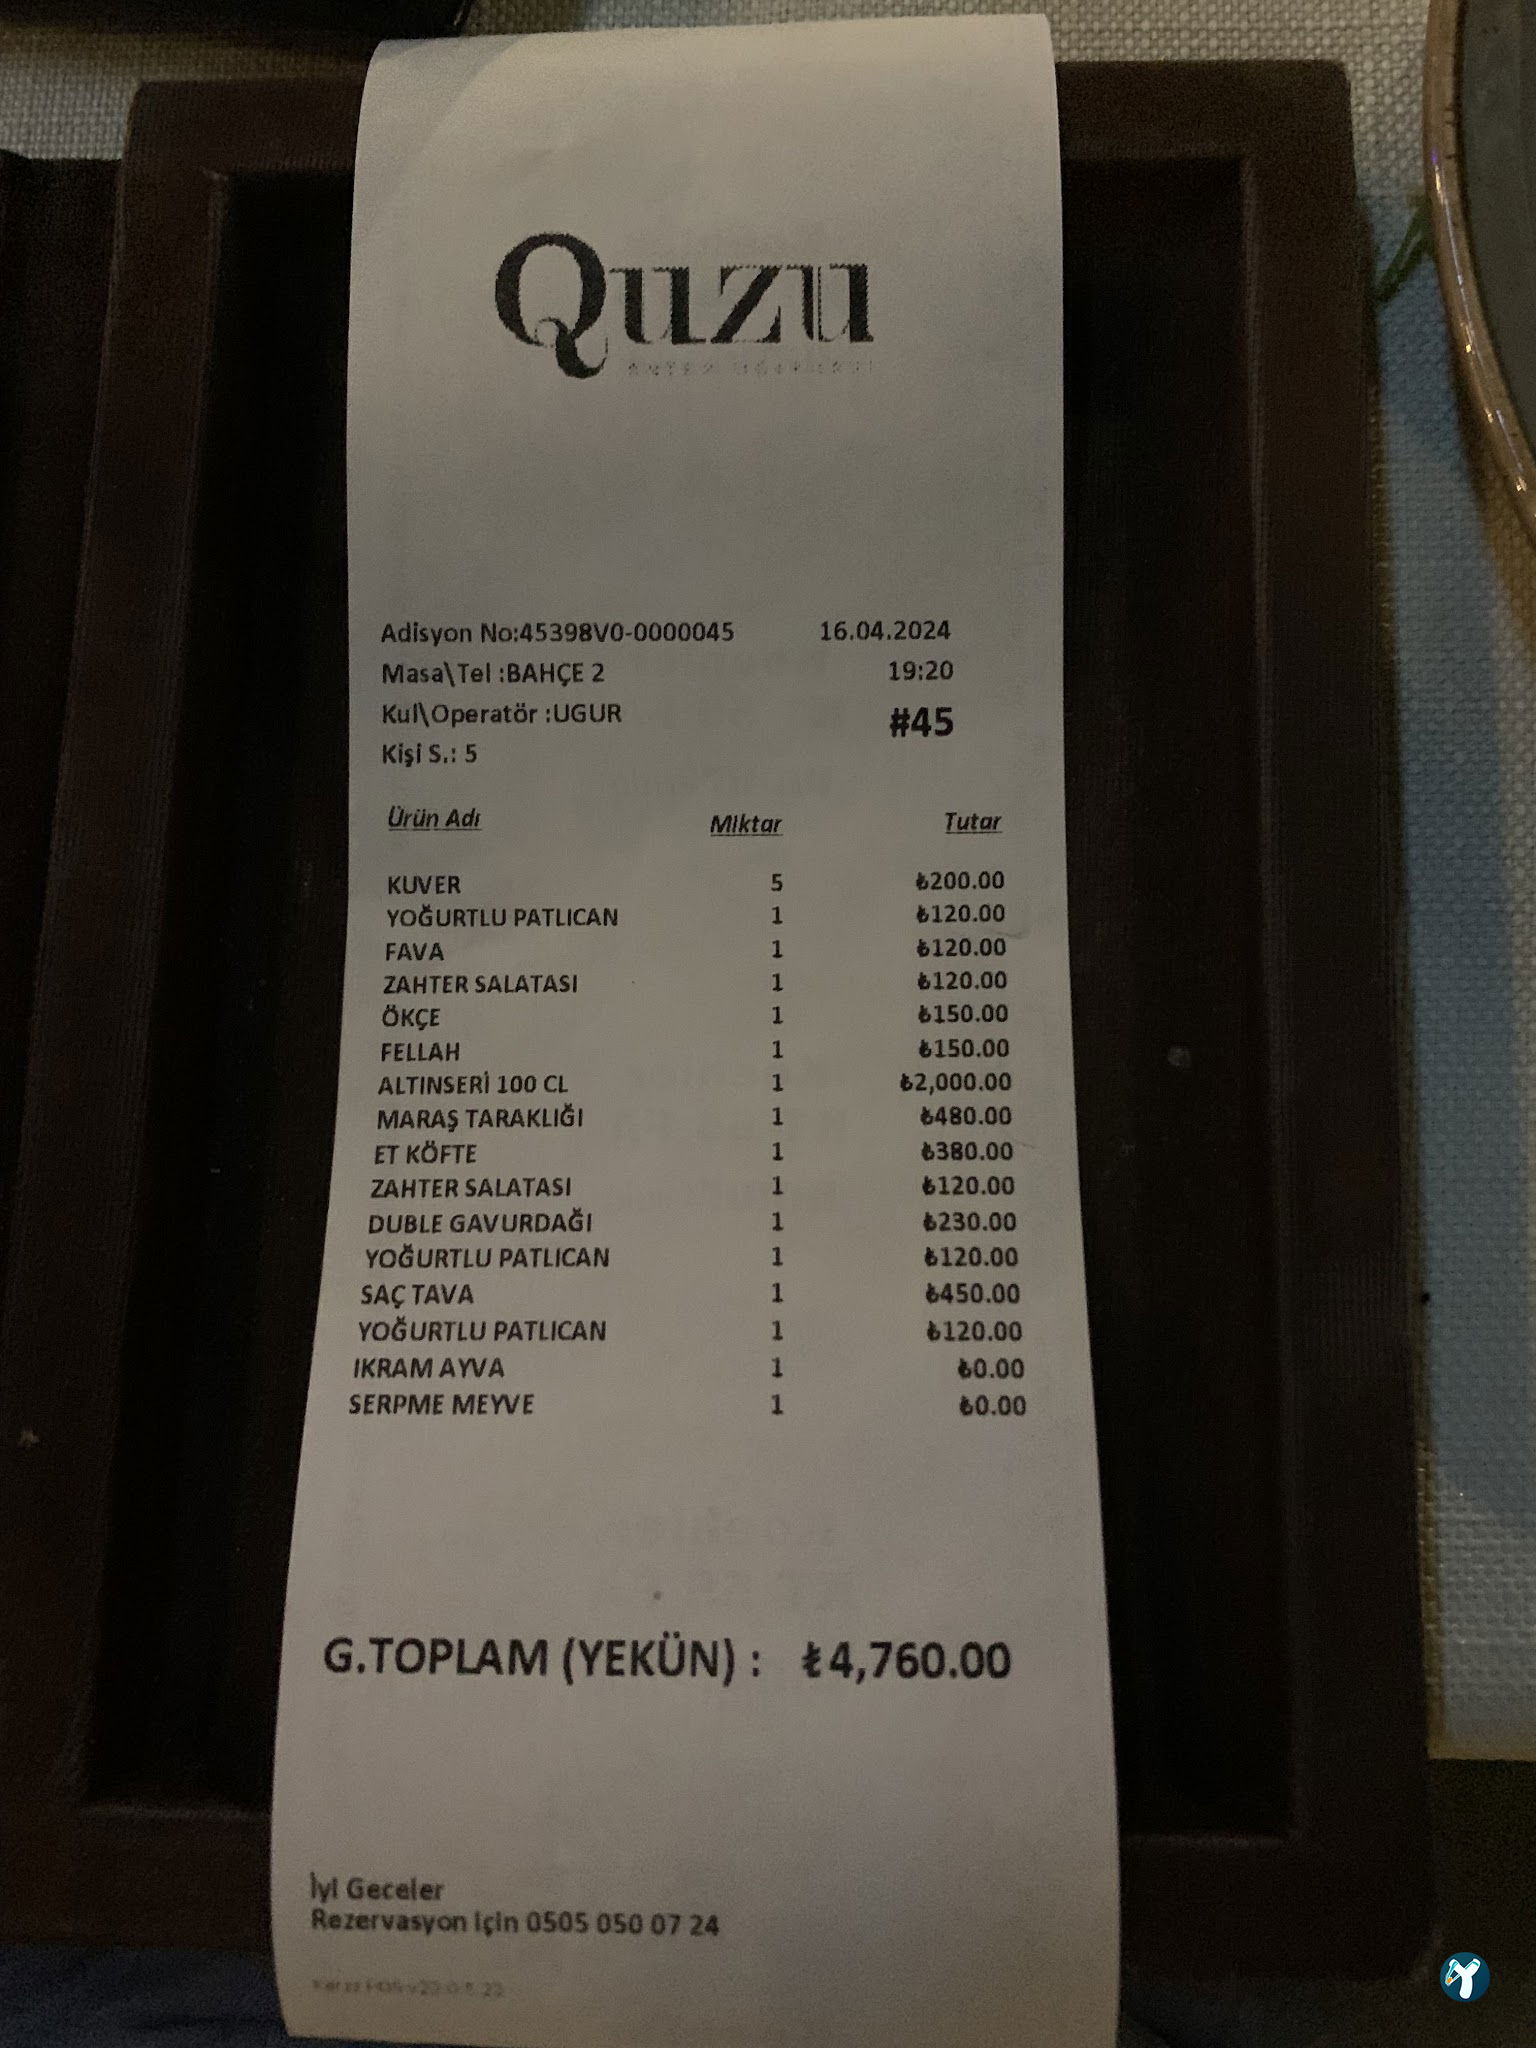 Quzu
Adisyon No:45398V0-0000045 16.04.2024
Masa\Tel :BAHÇE 2 19:20
Kul\Operatör :UGUR #45
Kişi S.: 5
Ürün Adı Miktar Tutar
KUVER 5 ₺200.00
YOĞURTLU PATLICAN 1 ₺120.00
FAVA 1 ₺120.00
ZAHTER SALATASI 1 ₺120.00
ÖKÇE 1 ₺150.00
FELLAH 1 ₺150.00
ALTINSERİ 100 CL 1 ₺2,000.00
MARAŞ TARAKLIĞI 1 ₺480.00
ET KÖFTE 1 ₺380.00
ZAHTER SALATASI 1 ₺120.00
DUBLE GAVURDAĞI 1 ₺230.00
YOĞURTLU PATLICAN 1 ₺120.00
SAÇ TAVA 1 ₺450.00
YOĞURTLU PATLICAN 1 ₺120.00
IKRAM AYVA 1 ₺0.00
SERPME MEYVE 1 ₺0.00
G.TOPLAM (YEKÜN) : ₺4,760.00
İyi Geceler
Rezervasyon için 0505 050 07 24